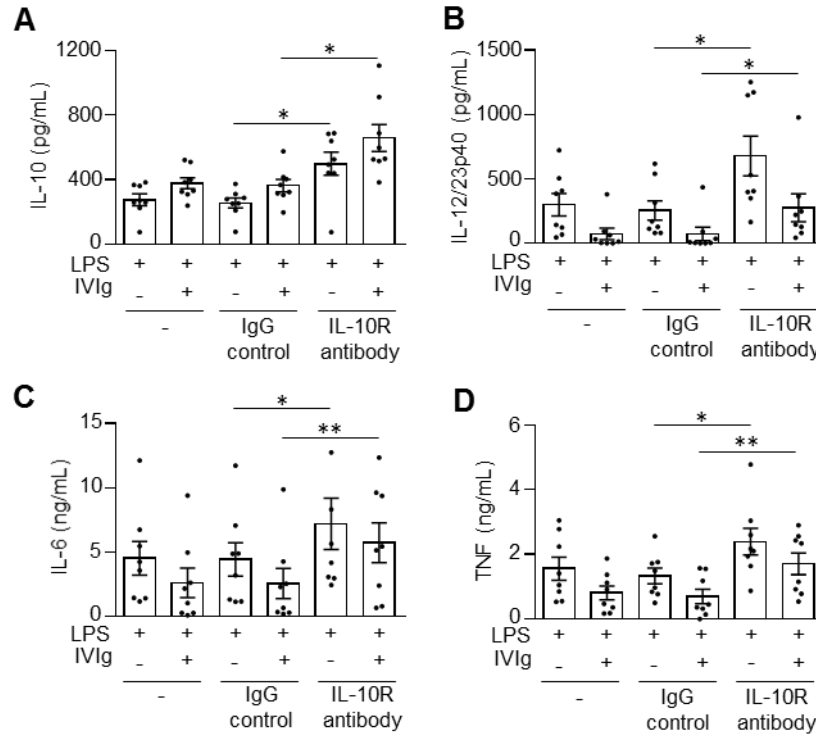 A
IL-10 (pg/mL)
1200
800
400
0
LPS + + + + + +
IVIg - + - + - +
- IgG control IL-10R antibody
*
*
B
IL-12/23p40 (pg/mL)
1500
1000
500
0
LPS + + + + + +
IVIg - + - + - +
- IgG control IL-10R antibody
*
*
C
IL-6 (ng/mL)
15
10
5
0
LPS + + + + + +
IVIg - + - + - +
- IgG control IL-10R antibody
*
**
D
TNF (ng/mL)
6
4
2
0
LPS + + + + + +
IVIg - + - + - +
- IgG control IL-10R antibody
*
**